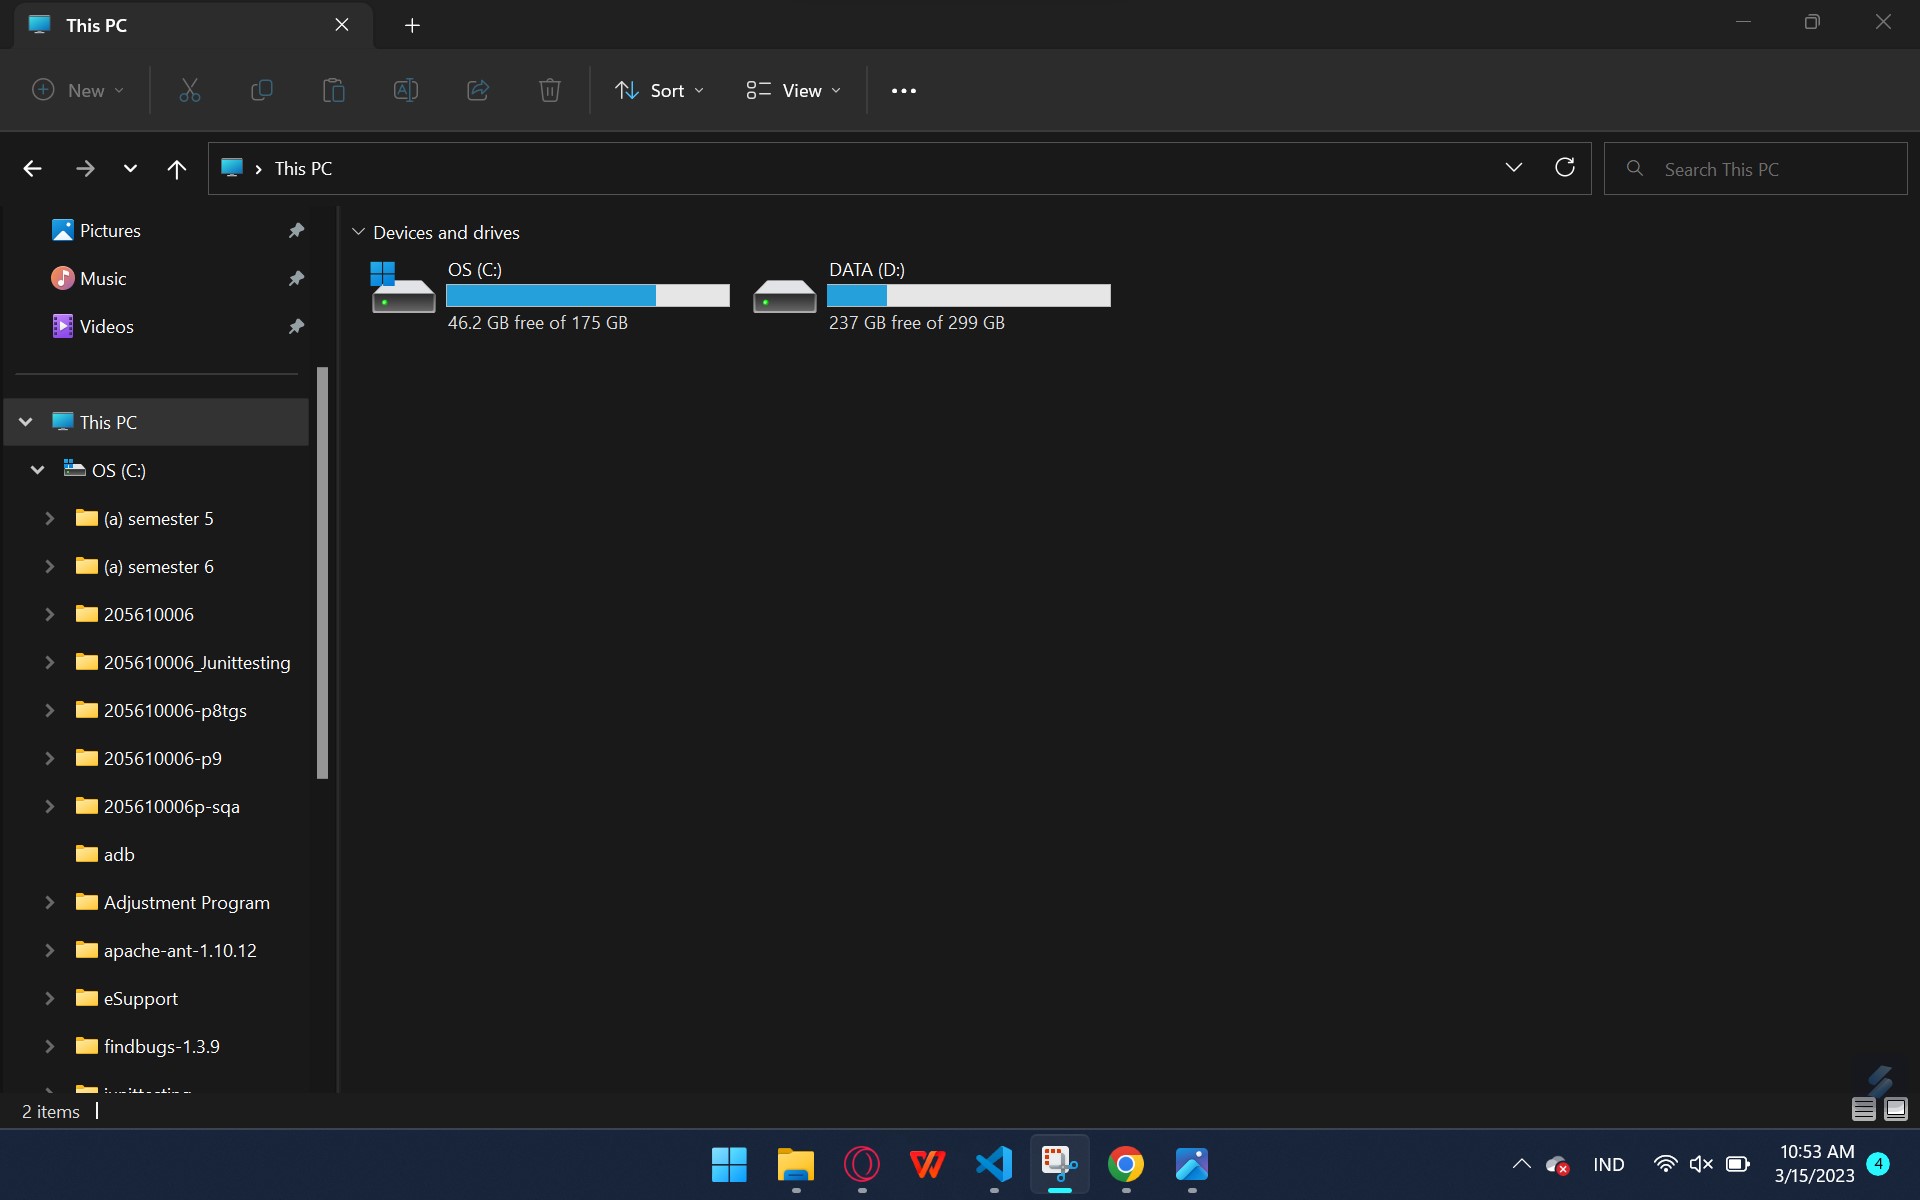 This PC
New
Sort
View
This PC
Search This PC
Pictures
Music
Videos
This PC
OS (C:)
(a) semester 5
(a) semester 6
205610006
205610006_Junittesting
205610006-p8tgs
205610006-p9
205610006p-sqa
adb
Adjustment Program
apache-ant-1.10.12
eSupport
findbugs-1.3.9
Devices and drives
OS (C:)
46.2 GB free of 175 GB
DATA (D:)
237 GB free of 299 GB
2 items
IND
10:53 AM
3/15/2023
4